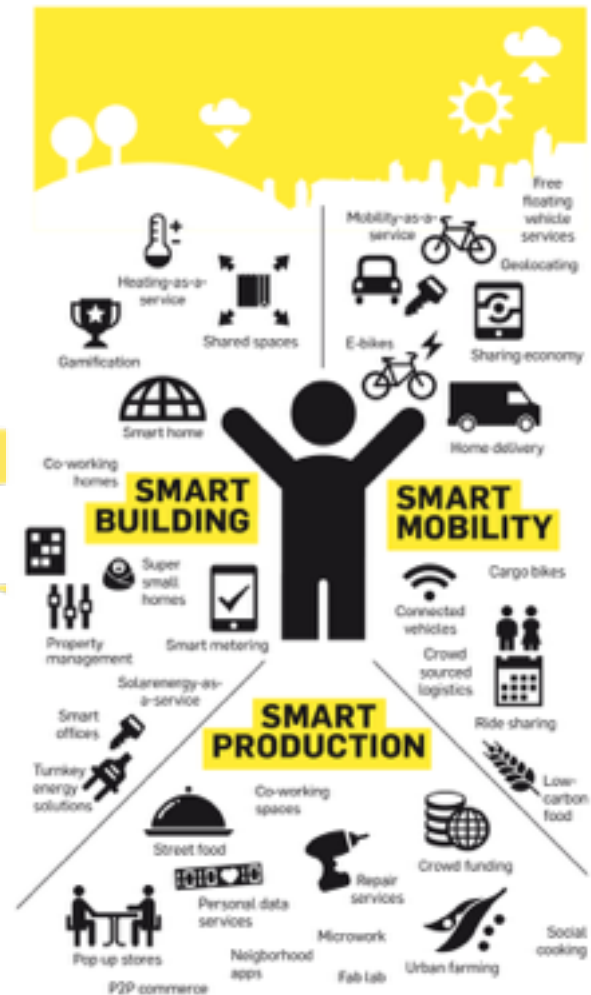 Free
floating
vehicle
services
Mobility-as-a-
service
Geolocating
Heating-as-a-
service
Shared spaces
Gamification
E-bikes
Sharing economy
Smart home
Home delivery
Co-working
homes
SMART
BUILDING
SMART
MOBILITY
Super
small
homes
Cargo bikes
Connected
vehicles
Property
management
Smart metering
Crowd
sourced
logistics
Solarenergy-as-
a-service
Smart
offices
Ride sharing
SMART
PRODUCTION
Turnkey
energy
solutions
Low-
carbon
food
Co-working
spaces
Street food
Crowd funding
Repair
services
Personal data
services
Microwork
Social
cooking
Pop up stores
Neigborhood
apps
Fab lab
Urban farming
P2P commerce